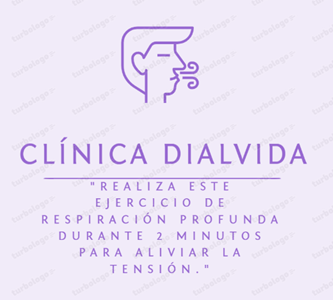 CLÍNICA DIALVIDA
"REALIZA ESTE
EJERCICIO DE
RESPIRACIÓN PROFUNDA
DURANTE 2 MINUTOS
PARA ALIVIAR LA
TENSIÓN."